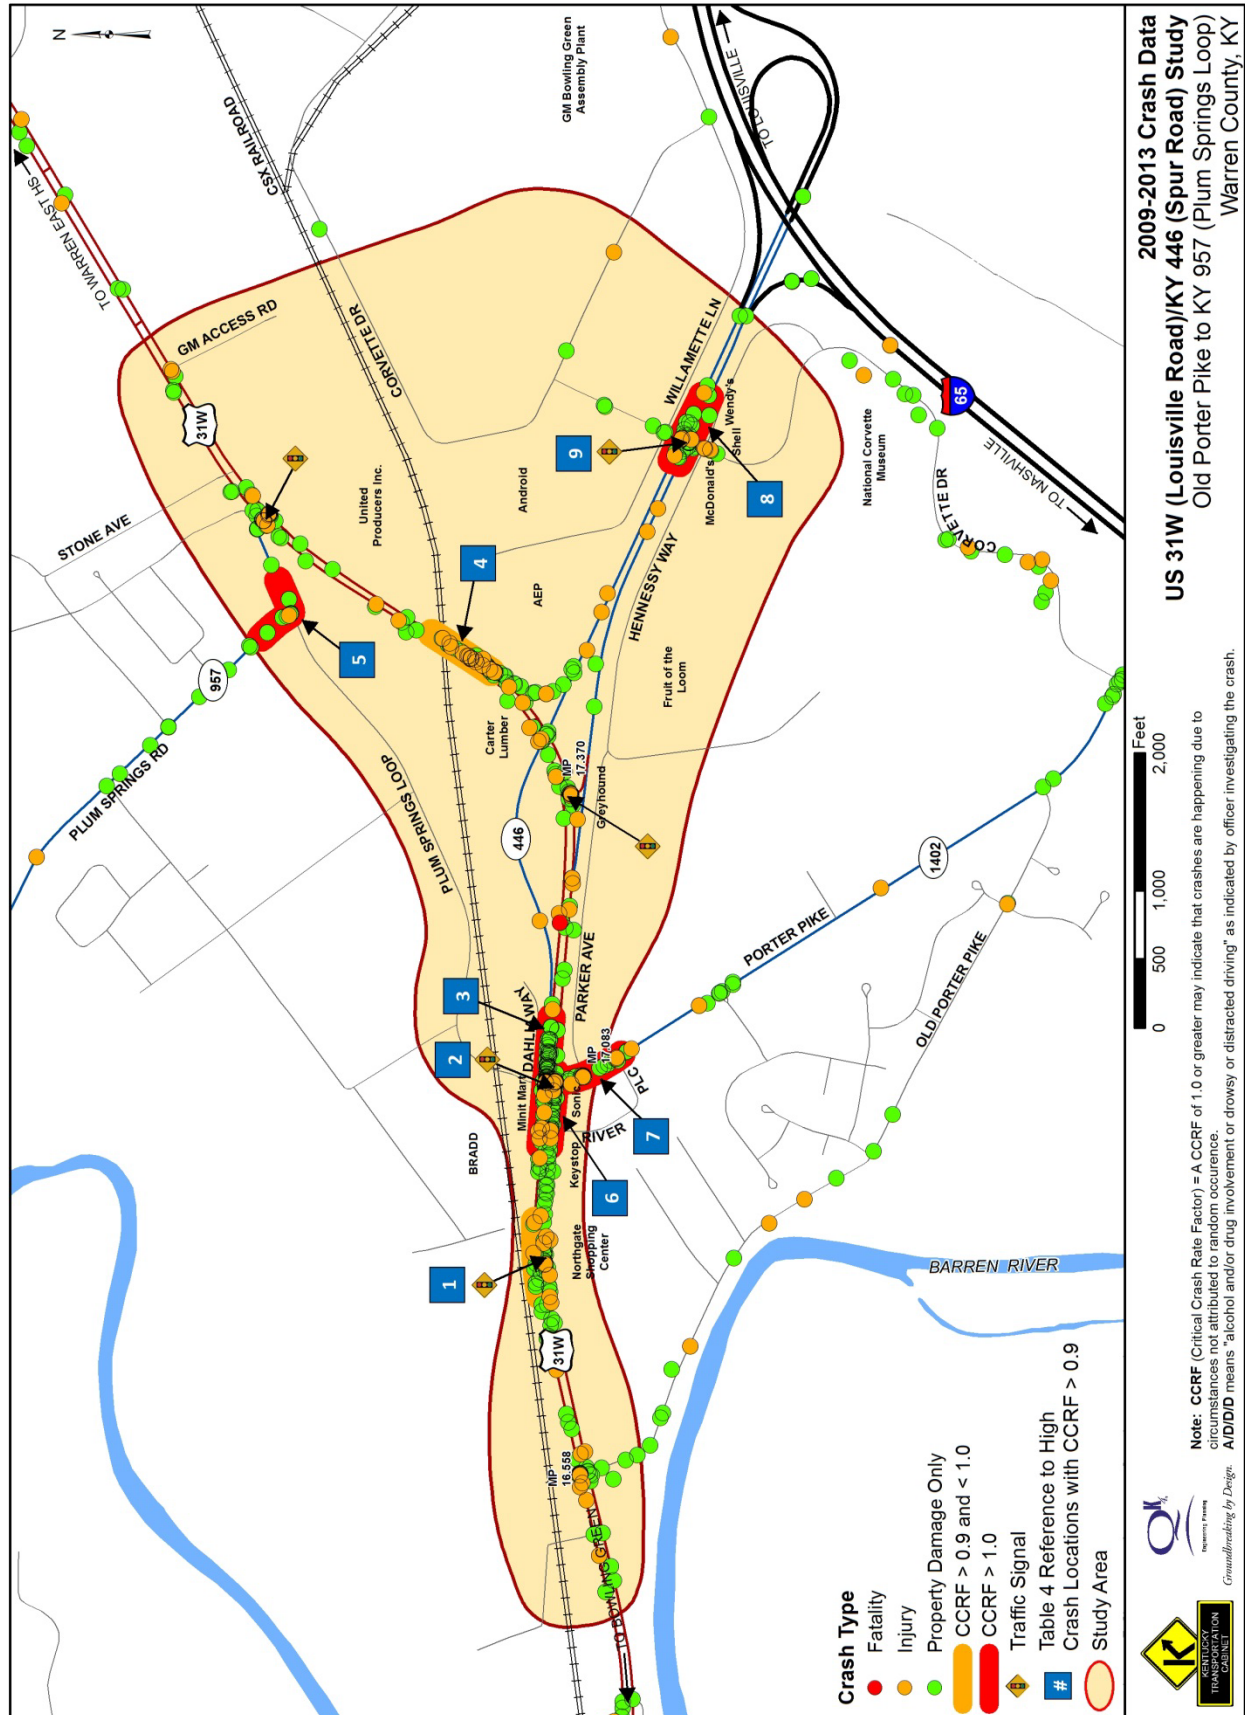 N
TO WARREN EAST HS
CSX RAILROAD
GM Bowling Green
Assembly Plant
GM ACCESS RD
CORVETTE DR
31W
STONE AVE
United
Producers Inc.
Android
AEP
WILLAMETTE LN
TO LOUISVILLE
9
8
Wendy's
Shell
McDonald's
National Corvette
Museum
65
TO NASHVILLE
CORVETTE DR
HENNESSY WAY
Fruit of the
Loom
4
5
957
PLUM SPRINGS RD
PLUM SPRINGS LOOP
Carter
Lumber
446
MP
17.370
Greyhound
3
2
DAHLIA WAY
Minit Mart
PARKER AVE
MP
17.083
Sonic
PLC
7
RIVER
Keystop
6
BRADD
Northgate
Shopping
Center
1
31W
MP
16.558
TO BOWLING GREEN
PORTER PIKE
1402
OLD PORTER PIKE
BARREN RIVER
Crash Type
Fatality
Injury
Property Damage Only
CCRF > 0.9 and < 1.0
CCRF > 1.0
Traffic Signal
# Table 4 Reference to High
Crash Locations with CCRF > 0.9
Study Area
0 500 1,000 2,000
Feet
KENTUCKY
TRANSPORTATION
CABINET
Engineering Planning
Groundbreaking by Design.
Note: CCRF (Critical Crash Rate Factor) = A CCRF of 1.0 or greater may indicate that crashes are happening due to
circumstances not attributed to random occurence.
A/D/D/D means "alcohol and/or drug involvement or drowsy or distracted driving" as indicated by officer investigating the crash.
2009-2013 Crash Data
US 31W (Louisville Road)/KY 446 (Spur Road) Study
Old Porter Pike to KY 957 (Plum Springs Loop)
Warren County, KY